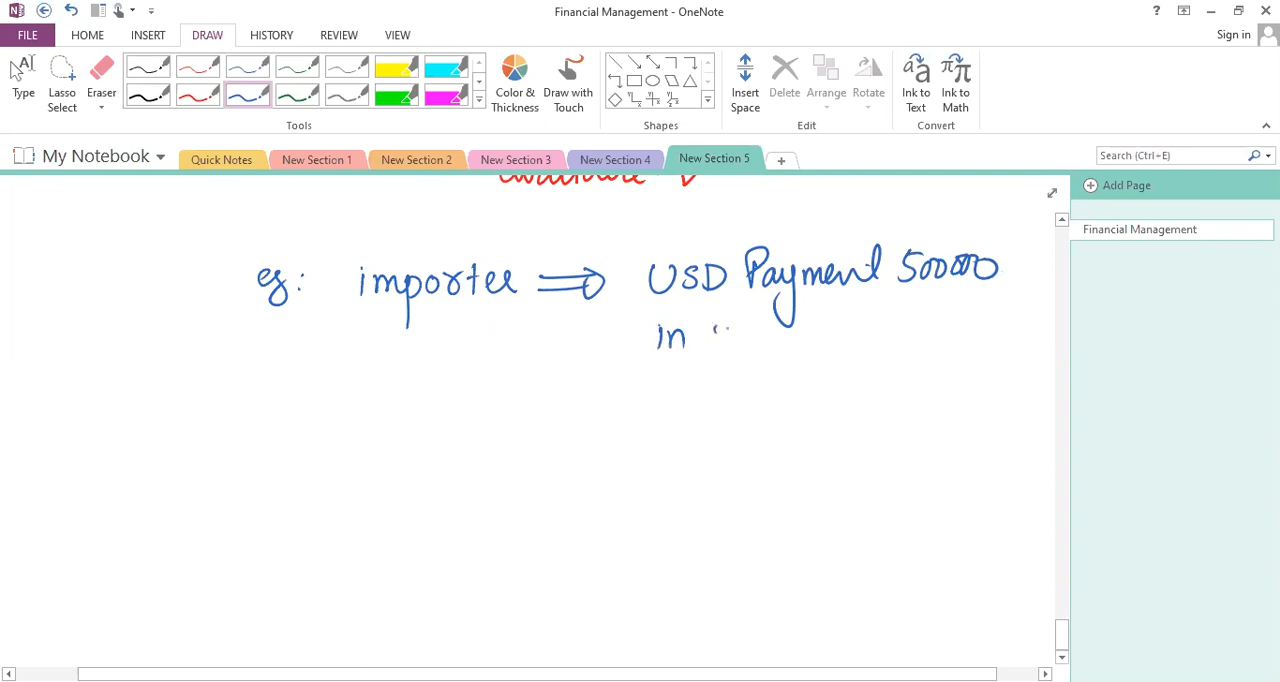 Financial Management - OneNote
?
FILE HOME INSERT DRAW HISTORY REVIEW VIEW Sign in
Type Lasso Select Eraser Color & Thickness Draw with Touch Insert Space Delete Arrange Rotate Ink to Text Ink to Math
Tools Shapes Edit Convert
My Notebook Quick Notes New Section 1 New Section 2 New Section 3 New Section 4 New Section 5 Search (Ctrl+E)
Add Page
Financial Management
eg: importer ⇒ USD Payment 500000
in